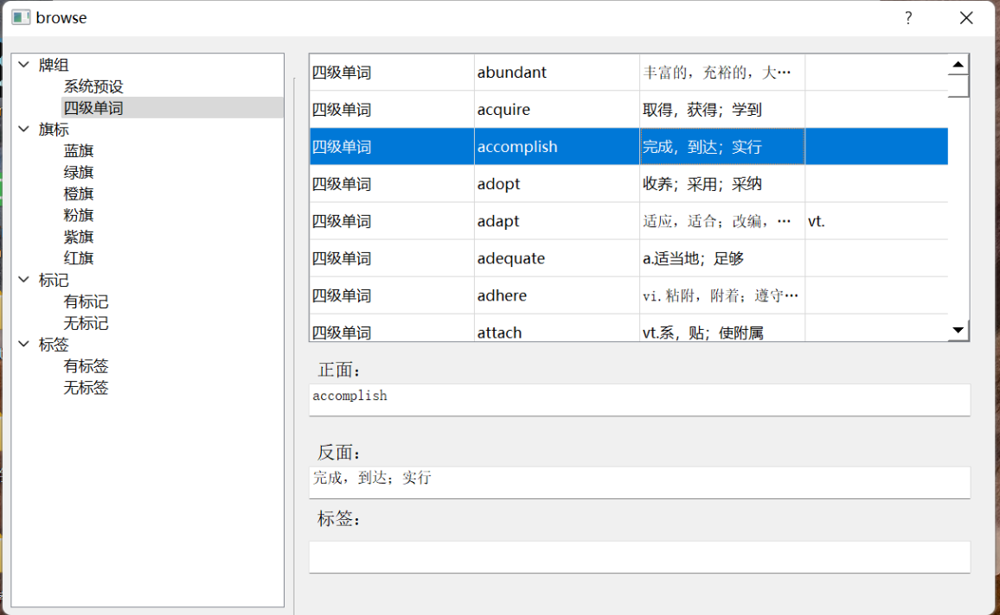 browse
?
牌组
系统预设
四级单词
旗标
蓝旗
绿旗
橙旗
粉旗
紫旗
红旗
标记
有标记
无标记
标签
有标签
无标签
四级单词 abundant 丰富的，充裕的，大…
四级单词 acquire 取得，获得；学到
四级单词 accomplish 完成，到达；实行
四级单词 adopt 收养；采用；采纳
四级单词 adapt 适应，适合；改编，… vt.
四级单词 adequate a.适当地；足够
四级单词 adhere vi.粘附，附着；遵守…
四级单词 attach vt.系，贴；使附属
正面：
accomplish
反面：
完成，到达；实行
标签：